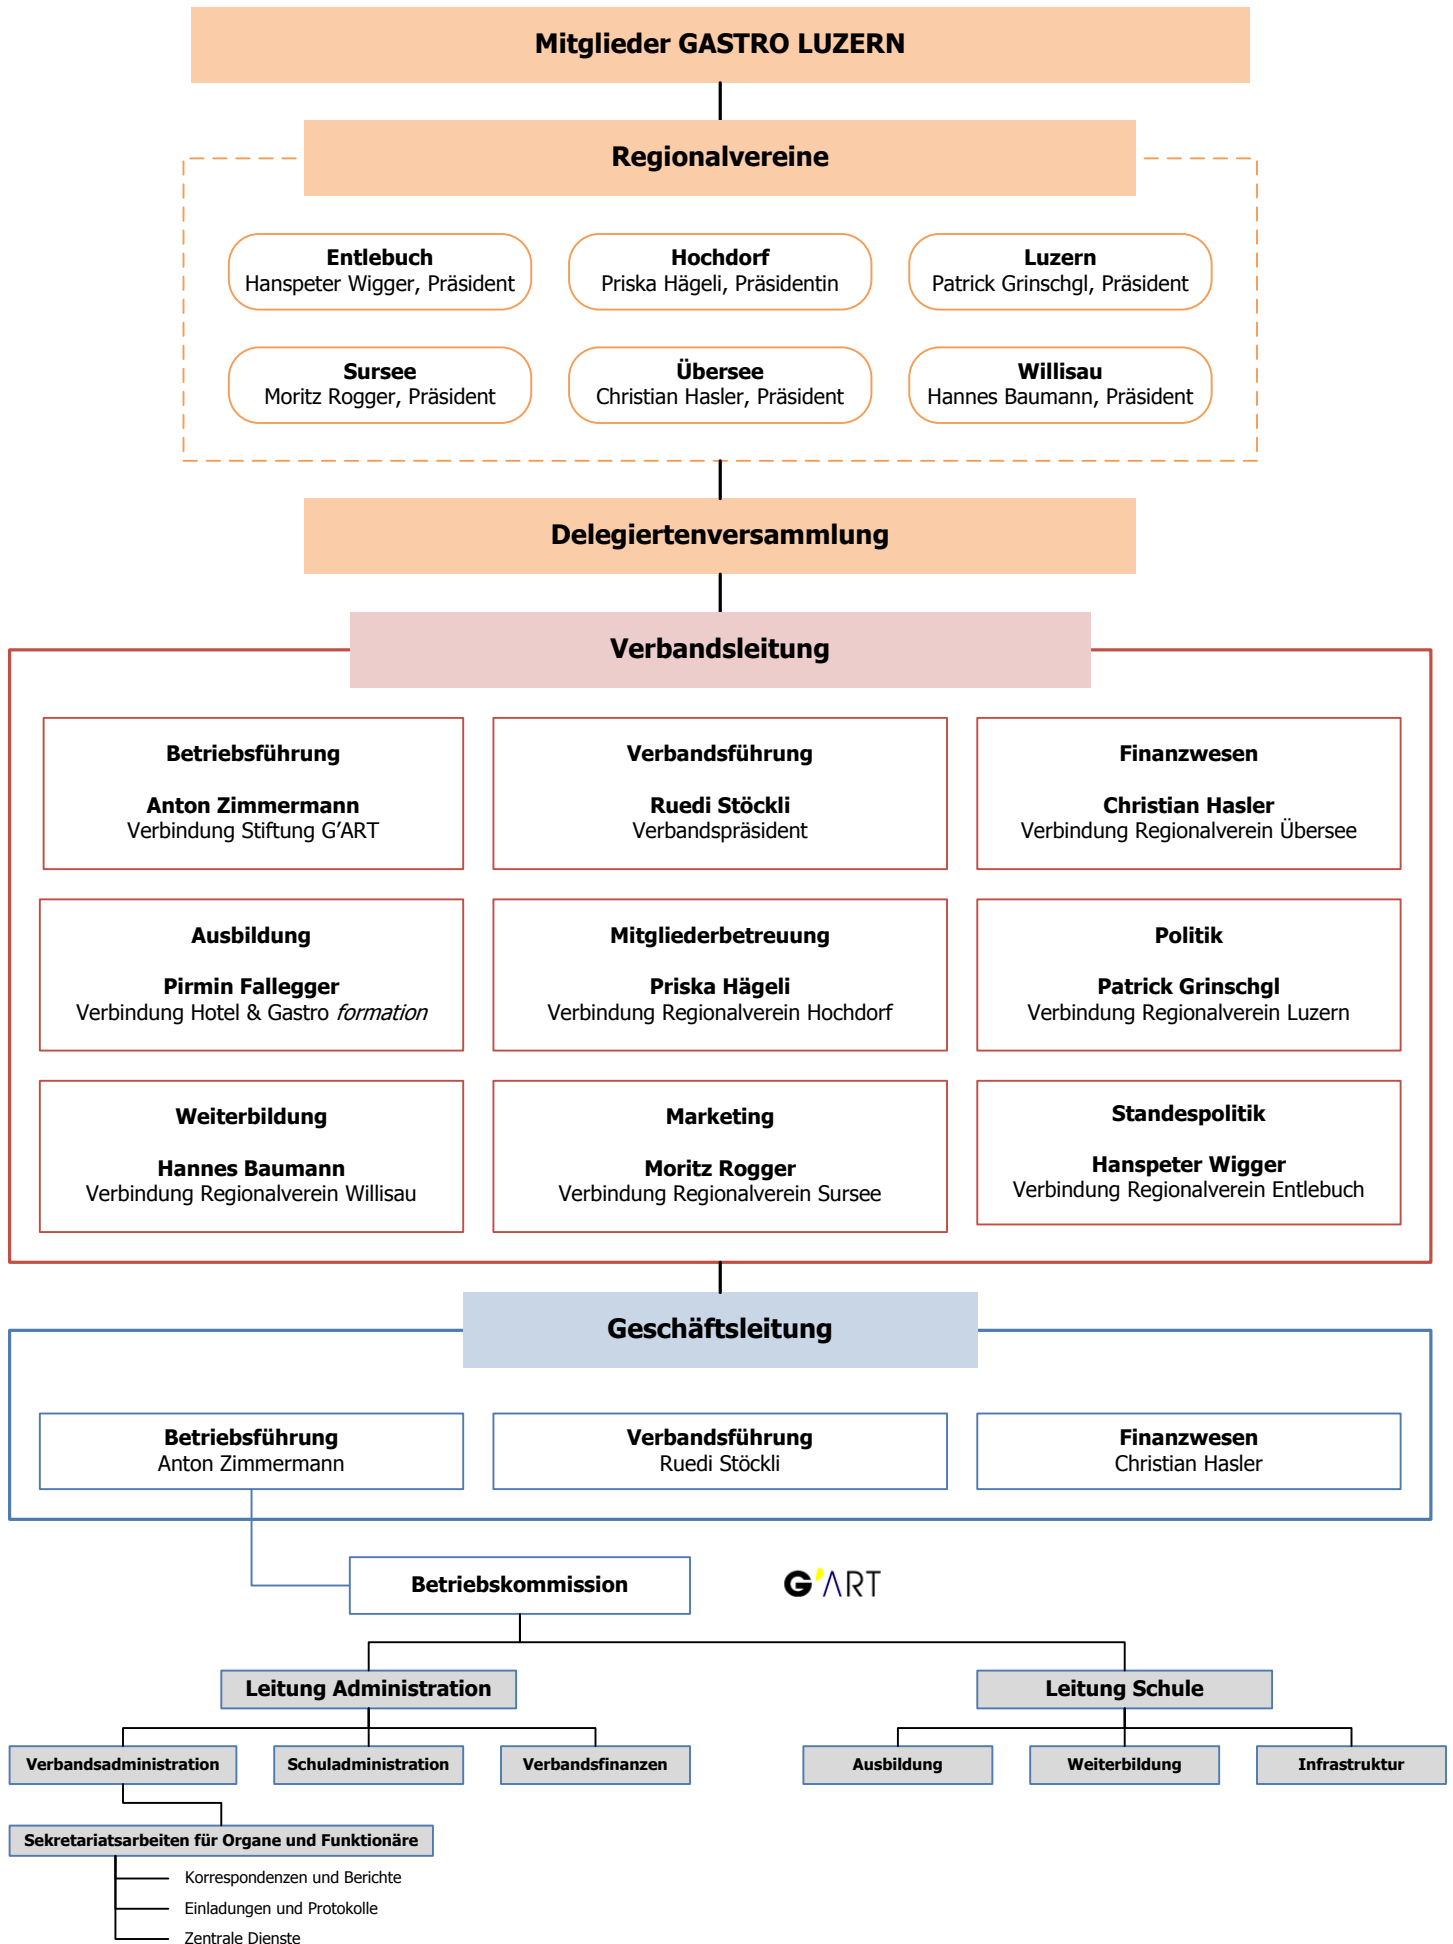 Mitglieder GASTRO LUZERN
Regionalvereine
Entlebuch
Hanspeter Wigger, Präsident
Hochdorf
Priska Hägeli, Präsidentin
Luzern
Patrick Grinschgl, Präsident
Sursee
Moritz Rogger, Präsident
Übersee
Christian Hasler, Präsident
Willisau
Hannes Baumann, Präsident
Delegiertenversammlung
Verbandsleitung
Betriebsführung
Anton Zimmermann
Verbindung Stiftung G’ART
Verbandsführung
Ruedi Stöckli
Verbandspräsident
Finanzwesen
Christian Hasler
Verbindung Regionalverein Übersee
Ausbildung
Pirmin Fallegger
Verbindung Hotel & Gastro formation
Mitgliederbetreuung
Priska Hägeli
Verbindung Regionalverein Hochdorf
Politik
Patrick Grinschgl
Verbindung Regionalverein Luzern
Weiterbildung
Hannes Baumann
Verbindung Regionalverein Willisau
Marketing
Moritz Rogger
Verbindung Regionalverein Sursee
Standespolitik
Hanspeter Wigger
Verbindung Regionalverein Entlebuch
Geschäftsleitung
Betriebsführung
Anton Zimmermann
Verbandsführung
Ruedi Stöckli
Finanzwesen
Christian Hasler
Betriebskommission
G'ART
Leitung Administration
Leitung Schule
Verbandsadministration
Schuladministration
Verbandsfinanzen
Ausbildung
Weiterbildung
Infrastruktur
Sekretariatsarbeiten für Organe und Funktionäre
Korrespondenzen und Berichte
Einladungen und Protokolle
Zentrale Dienste